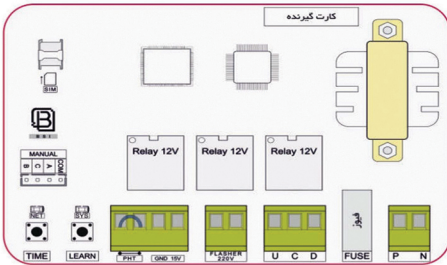 کارت گیرنده
SIM
B
Relay 12V
Relay 12V
Relay 12V
MANUAL
B C A COM
NET
SYS
TIME
LEARN
PHT
GND 15V
FLASHER
220V
U C D
فیوز
FUSE
P N